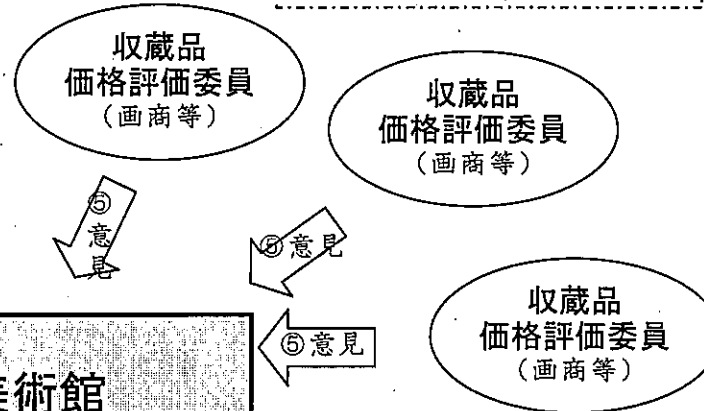 収蔵品
価格評価委員
(画商等)
収蔵品
価格評価委員
(画商等)
⑤
意
見
⑤意見
収蔵品
価格評価委員
(画商等)
⑤意見
美術館